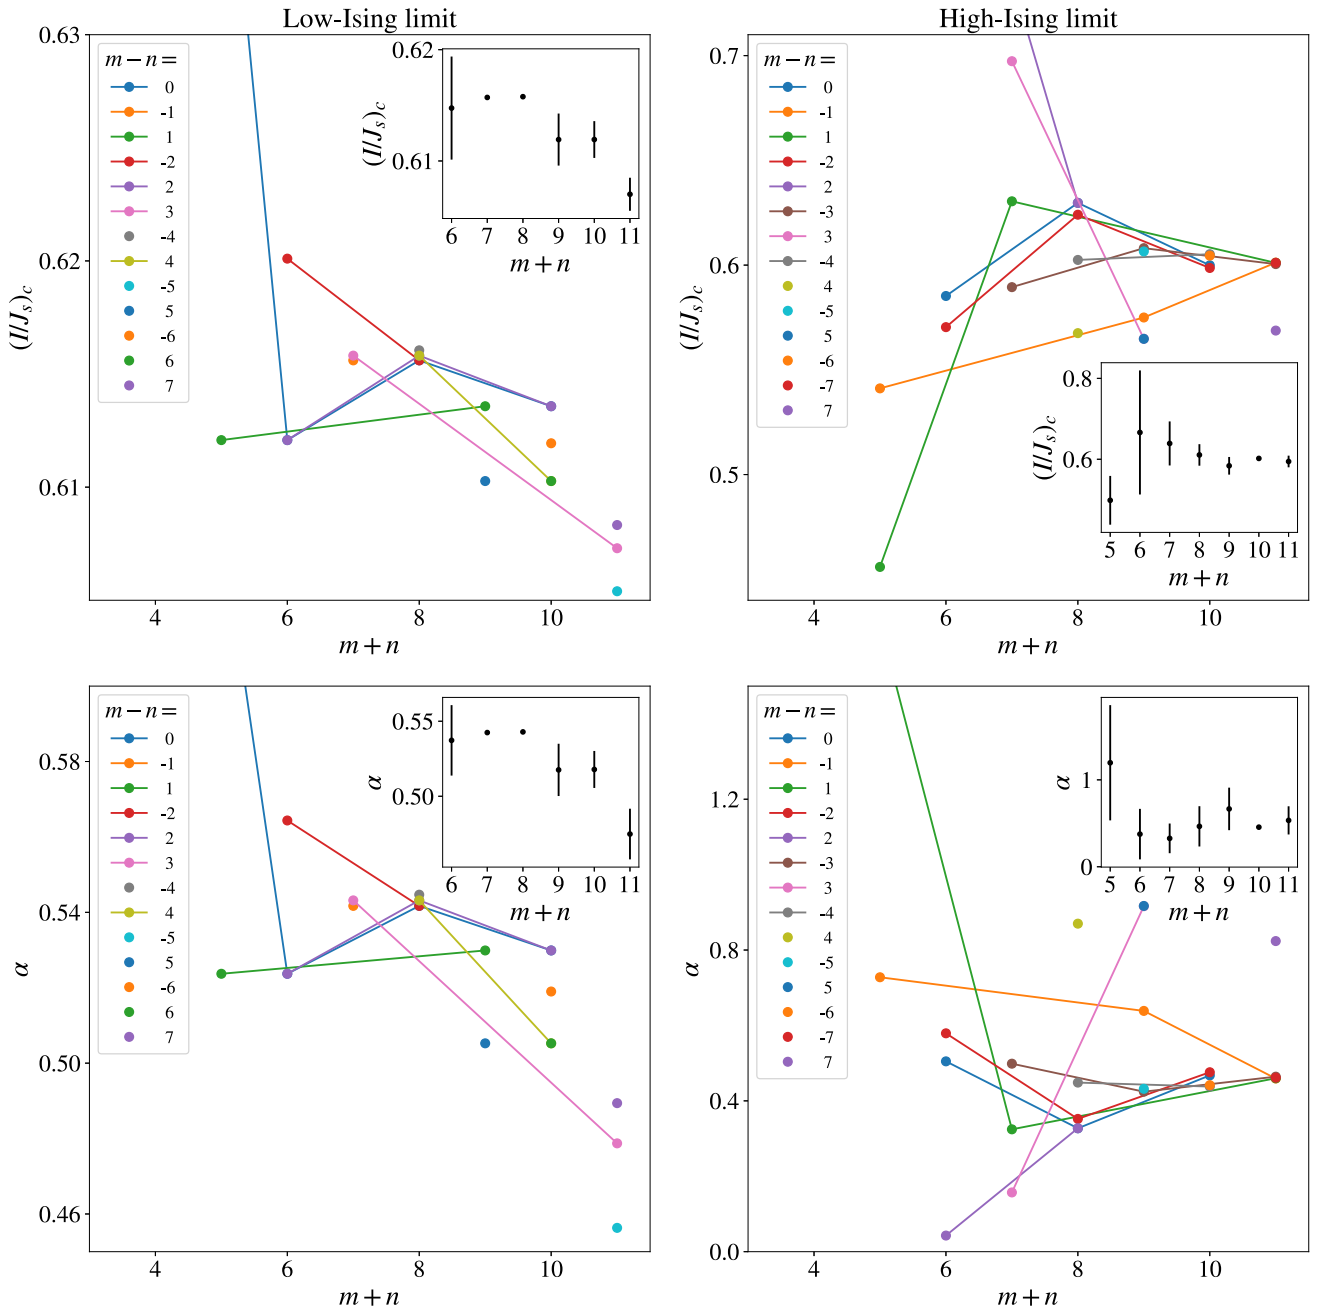 Low-Ising limit
0.63
0.62
0.61
(I/J_s)_c
m − n =
0
-1
1
-2
2
3
-4
4
-5
5
-6
6
7
0.62
0.61
(I/J_s)_c
6 7 8 9 10 11
m + n
4 6 8 10
m + n
High-Ising limit
0.7
0.6
0.5
(I/J_s)_c
m − n =
0
-1
1
-2
2
-3
3
-4
4
-5
5
-6
-7
7
0.8
0.6
(I/J_s)_c
5 6 7 8 9 10 11
m + n
4 6 8 10
m + n
0.58
0.54
0.50
0.46
α
m − n =
0
-1
1
-2
2
3
-4
4
-5
5
-6
6
7
0.55
0.50
α
6 7 8 9 10 11
m + n
4 6 8 10
m + n
1.2
0.8
0.4
0.0
α
m − n =
0
-1
1
-2
2
-3
3
-4
4
-5
5
-6
-7
7
1
0
α
5 6 7 8 9 10 11
m + n
4 6 8 10
m + n